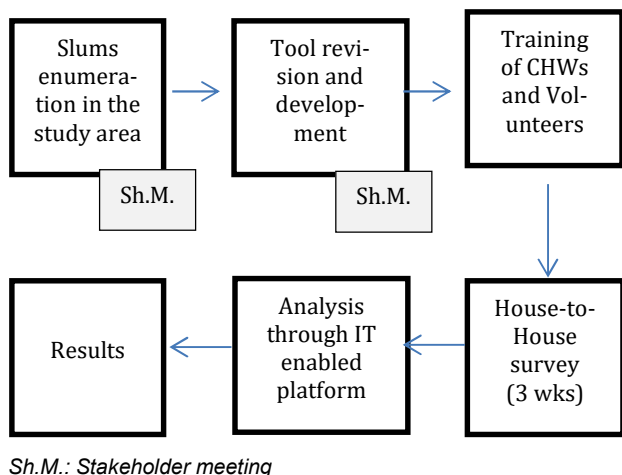 Slums
enumera-
tion in the
study area
Sh.M.
Tool revi-
sion and
develop-
ment
Sh.M.
Training
of CHWs
and Vol-
unteers
House-to-
House
survey
(3 wks)
Analysis
through IT
enabled
platform
Results
Sh.M.: Stakeholder meeting